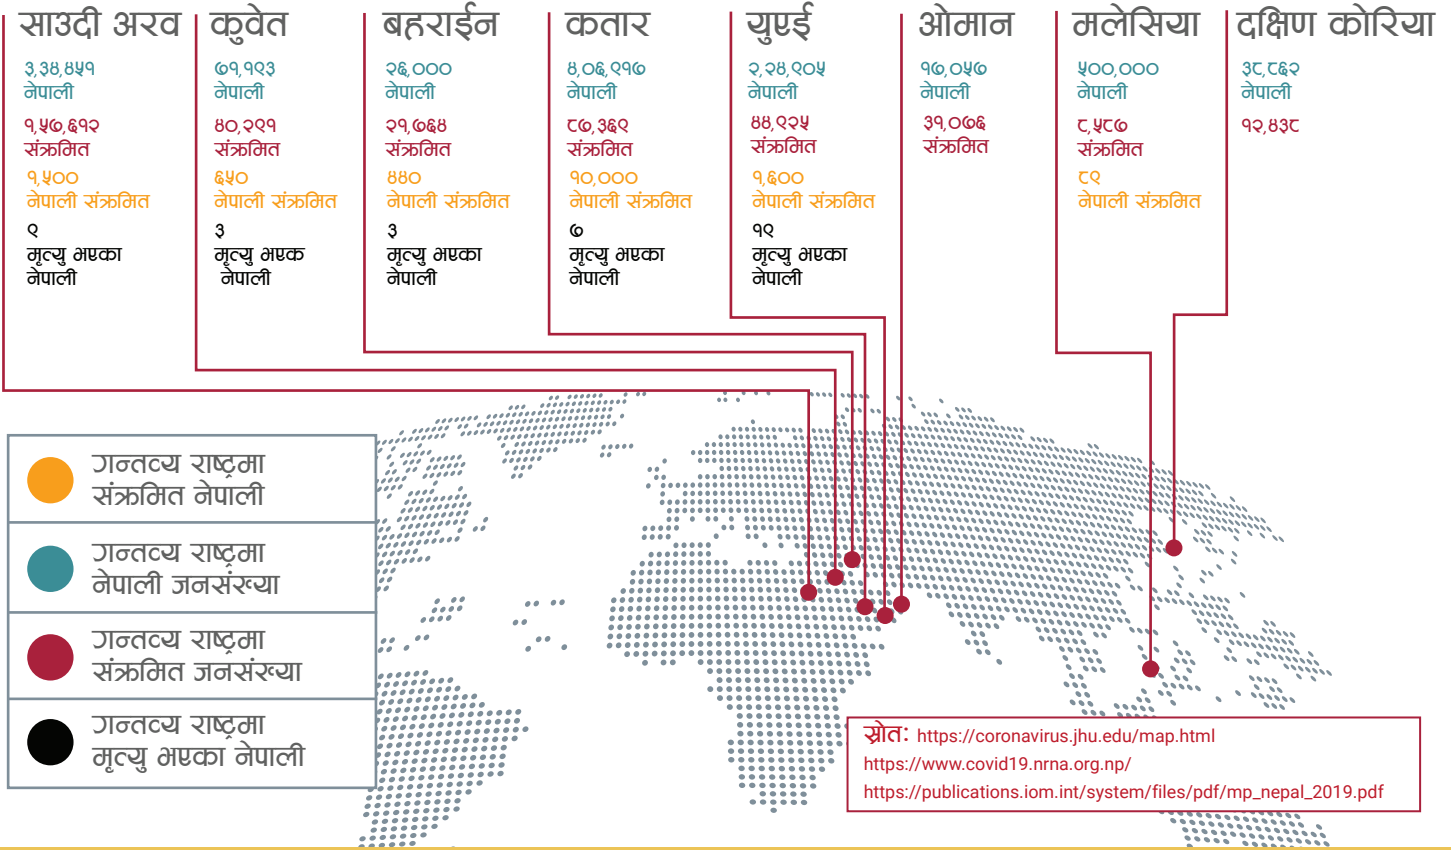 साउदी अरव
३,३४,४५१
नेपाली
१,५७,६१२
संक्रमित
१,५००
नेपाली संक्रमित
९
मृत्यु भएका
नेपाली
कुवेत
७१,१९३
नेपाली
४०,२९१
संक्रमित
६५०
नेपाली संक्रमित
३
मृत्यु भएक
नेपाली
बहराईन
२६,०००
नेपाली
२१,७६४
संक्रमित
४४०
नेपाली संक्रमित
३
मृत्यु भएका
नेपाली
कतार
४,०६,९१७
नेपाली
८७,३६९
संक्रमित
१०,०००
नेपाली संक्रमित
७
मृत्यु भएका
नेपाली
युएई
२,२४,९०५
नेपाली
४४,९२५
संक्रमित
१,६००
नेपाली संक्रमित
१९
मृत्यु भएका
नेपाली
ओमान
१७,०५७
नेपाली
३१,०७६
संक्रमित
मलेसिया
५००,०००
नेपाली
८,५८७
संक्रमित
८९
नेपाली संक्रमित
दक्षिण कोरिया
३८,८६२
नेपाली
१२,४३८
गन्तव्य राष्ट्रमा
संक्रमित नेपाली
गन्तव्य राष्ट्रमा
नेपाली जनसंख्या
गन्तव्य राष्ट्रमा
संक्रमित जनसंख्या
गन्तव्य राष्ट्रमा
मृत्यु भएका नेपाली
स्रोत: https://coronavirus.jhu.edu/map.html
https://www.covid19.nrna.org.np/
https://publications.iom.int/system/files/pdf/mp_nepal_2019.pdf